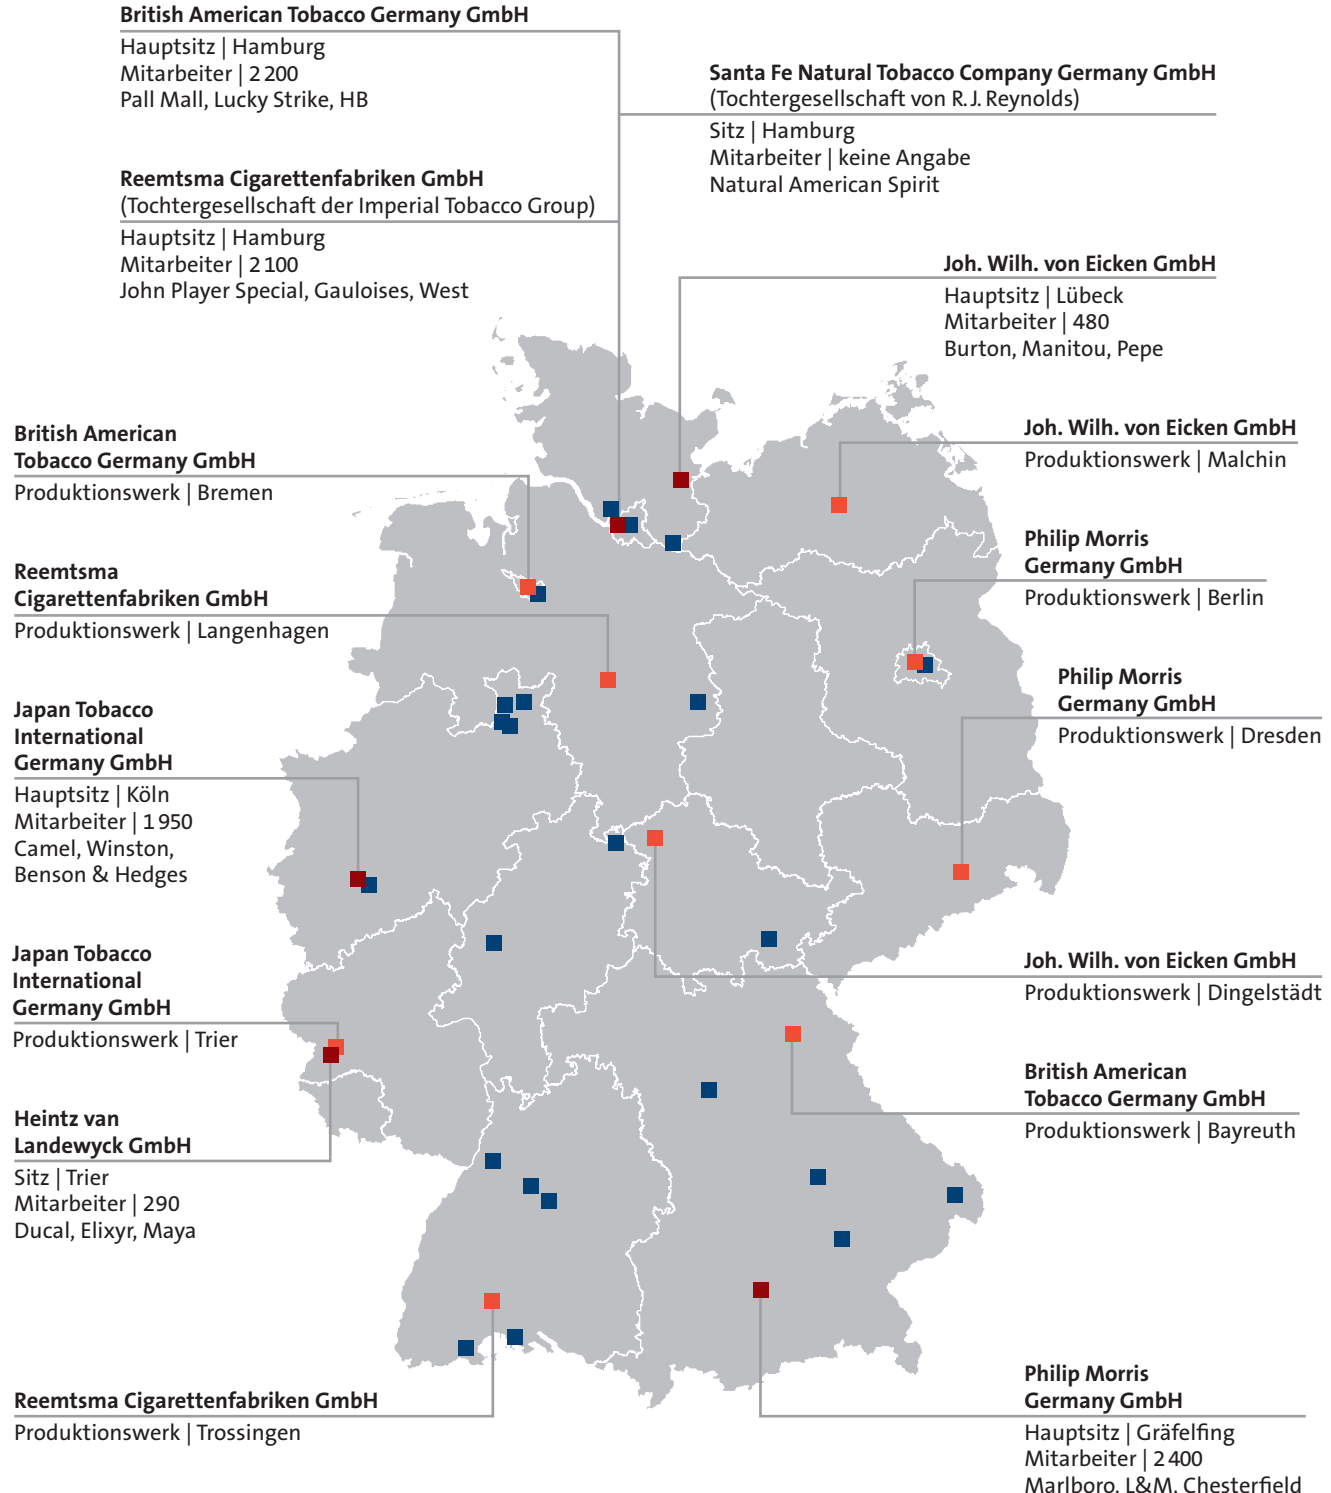 British American Tobacco Germany GmbH
Hauptsitz | Hamburg
Mitarbeiter | 2 200
Pall Mall, Lucky Strike, HB
Santa Fe Natural Tobacco Company Germany GmbH
(Tochtergesellschaft von R. J. Reynolds)
Sitz | Hamburg
Mitarbeiter | keine Angabe
Natural American Spirit
Reemtsma Cigarettenfabriken GmbH
(Tochtergesellschaft der Imperial Tobacco Group)
Hauptsitz | Hamburg
Mitarbeiter | 2 100
John Player Special, Gauloises, West
Joh. Wilh. von Eicken GmbH
Hauptsitz | Lübeck
Mitarbeiter | 480
Burton, Manitou, Pepe
British American
Tobacco Germany GmbH
Produktionswerk | Bremen
Joh. Wilh. von Eicken GmbH
Produktionswerk | Malchin
Reemtsma
Cigarettenfabriken GmbH
Produktionswerk | Langenhagen
Philip Morris
Germany GmbH
Produktionswerk | Berlin
Japan Tobacco
International
Germany GmbH
Hauptsitz | Köln
Mitarbeiter | 1 950
Camel, Winston,
Benson & Hedges
Philip Morris
Germany GmbH
Produktionswerk | Dresden
Japan Tobacco
International
Germany GmbH
Produktionswerk | Trier
Joh. Wilh. von Eicken GmbH
Produktionswerk | Dingelstädt
Heintz van
Landewyck GmbH
Sitz | Trier
Mitarbeiter | 290
Ducal, Elixyr, Maya
British American
Tobacco Germany GmbH
Produktionswerk | Bayreuth
Reemtsma Cigarettenfabriken GmbH
Produktionswerk | Trossingen
Philip Morris
Germany GmbH
Hauptsitz | Gräfelfing
Mitarbeiter | 2 400
Marlboro, L&M, Chesterfield